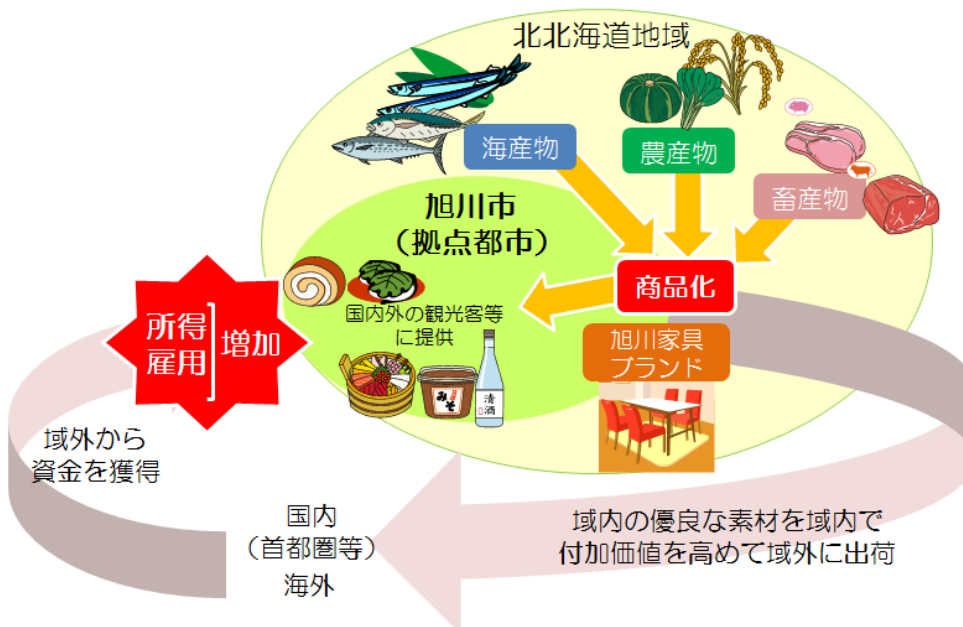 北北海道地域
海産物
農産物
畜産物
旭川市
（拠点都市）
商品化
国内外の観光客等
に提供
旭川家具
ブランド
みそ
清酒
所得
雇用
増加
域外から
資金を獲得
国内
（首都圏等）
海外
域内の優良な素材を域内で
付加価値を高めて域外に出荷